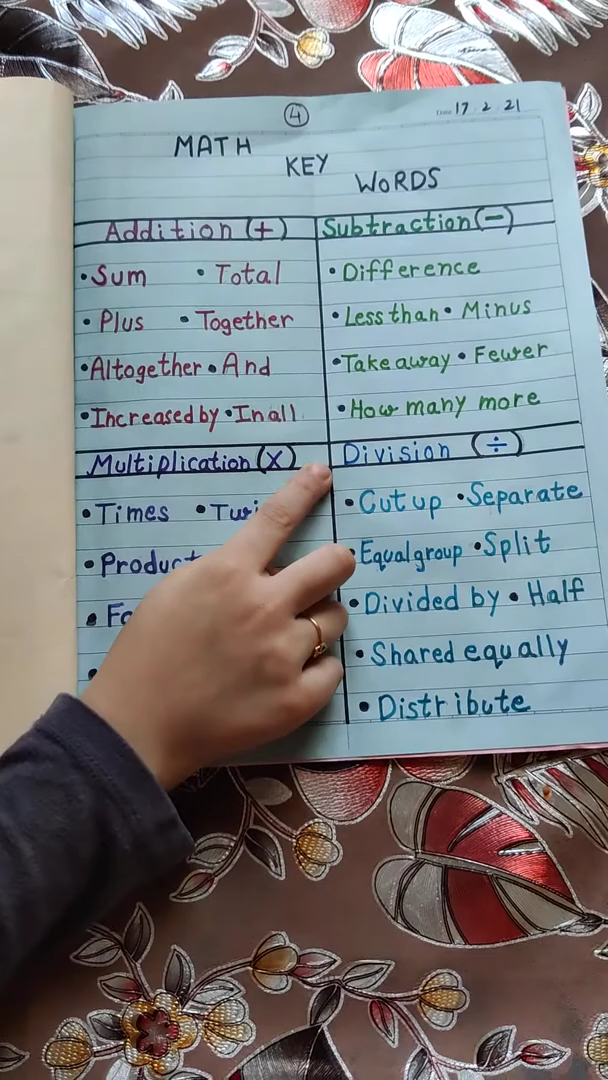 4
Date 17 2 21
MATH KEY WORDS
Addition (+)
• Sum • Total
• Plus • Together
• Altogether • And
• Increased by • In all
Subtraction (−)
• Difference
• Less than • Minus
• Take away • Fewer
• How many more
Multiplication (×)
• Times
• Product
Division (÷)
• Cut up • Separate
• Equal group • Split
• Divided by • Half
• Shared equally
• Distribute